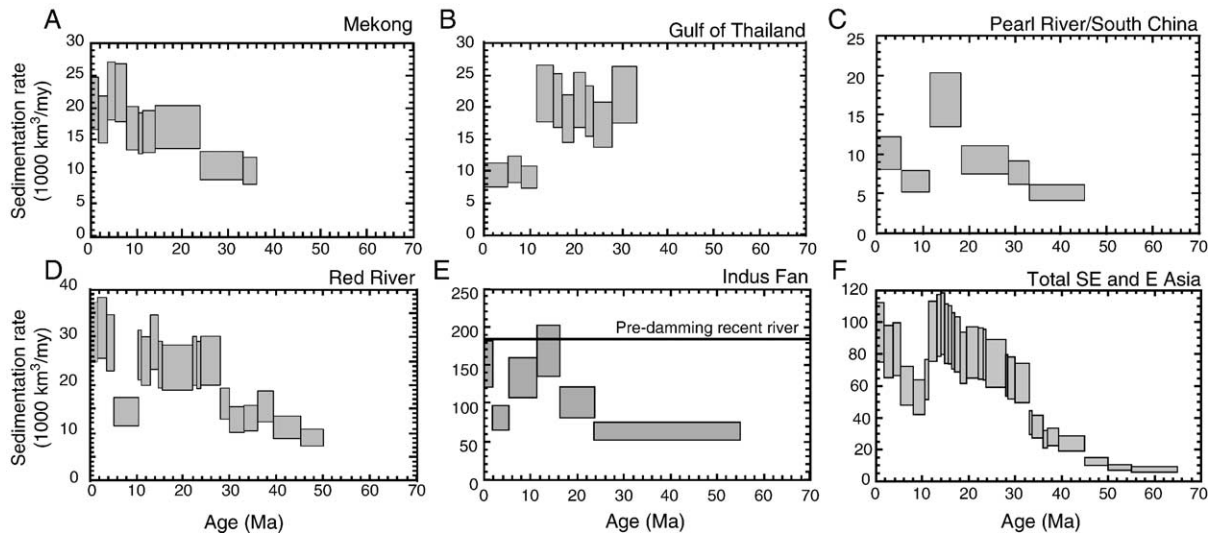 A Mekong
B Gulf of Thailand
C Pearl River/South China
Sedimentation rate
(1000 km³/my)
30
25
20
15
10
5
0
0 10 20 30 40 50 60 70
30
25
20
15
10
5
0
0 10 20 30 40 50 60 70
25
20
15
10
5
0
0 10 20 30 40 50 60 70
D Red River
E Indus Fan
F Total SE and E Asia
Sedimentation rate
(1000 km³/my)
40
30
20
10
0
0 10 20 30 40 50 60 70
Age (Ma)
250
200
150
100
50
0
Pre-damming recent river
0 10 20 30 40 50 60 70
Age (Ma)
120
100
80
60
40
20
0
0 10 20 30 40 50 60 70
Age (Ma)